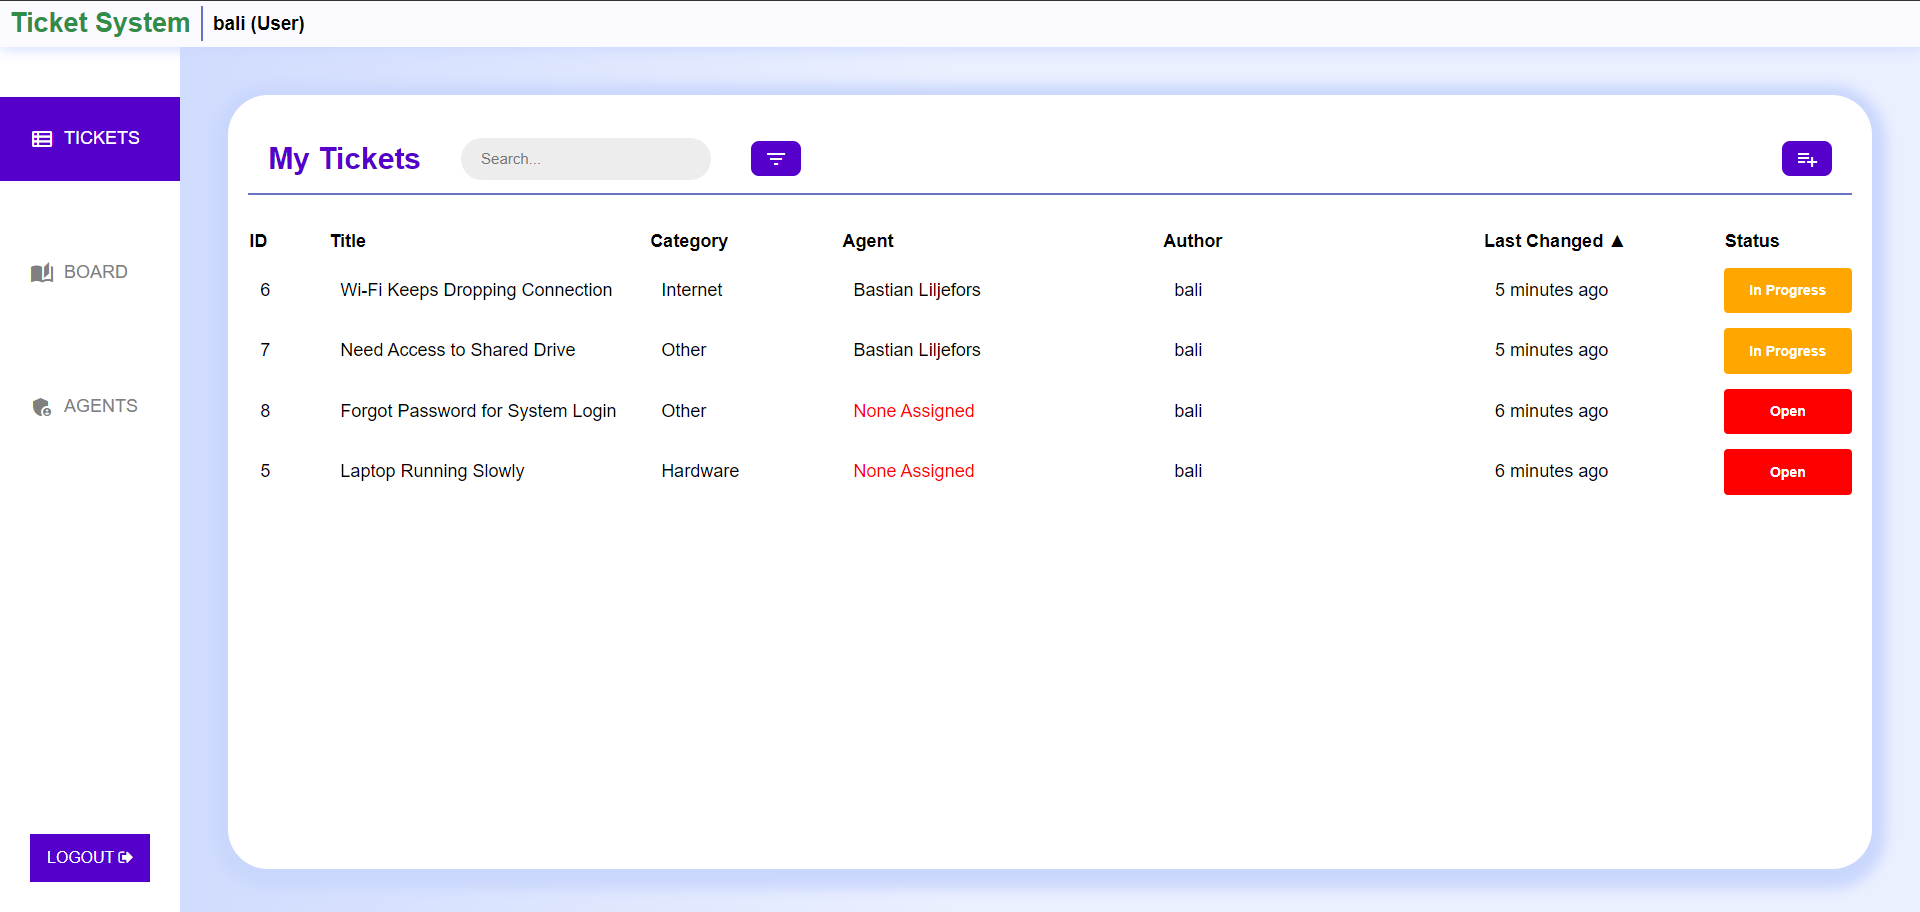 Ticket System bali (User)
TICKETS
BOARD
AGENTS
LOGOUT
My Tickets Search...
ID Title Category Agent Author Last Changed ▲ Status
6 Wi-Fi Keeps Dropping Connection Internet Bastian Liljefors bali 5 minutes ago In Progress
7 Need Access to Shared Drive Other Bastian Liljefors bali 5 minutes ago In Progress
8 Forgot Password for System Login Other None Assigned bali 6 minutes ago Open
5 Laptop Running Slowly Hardware None Assigned bali 6 minutes ago Open